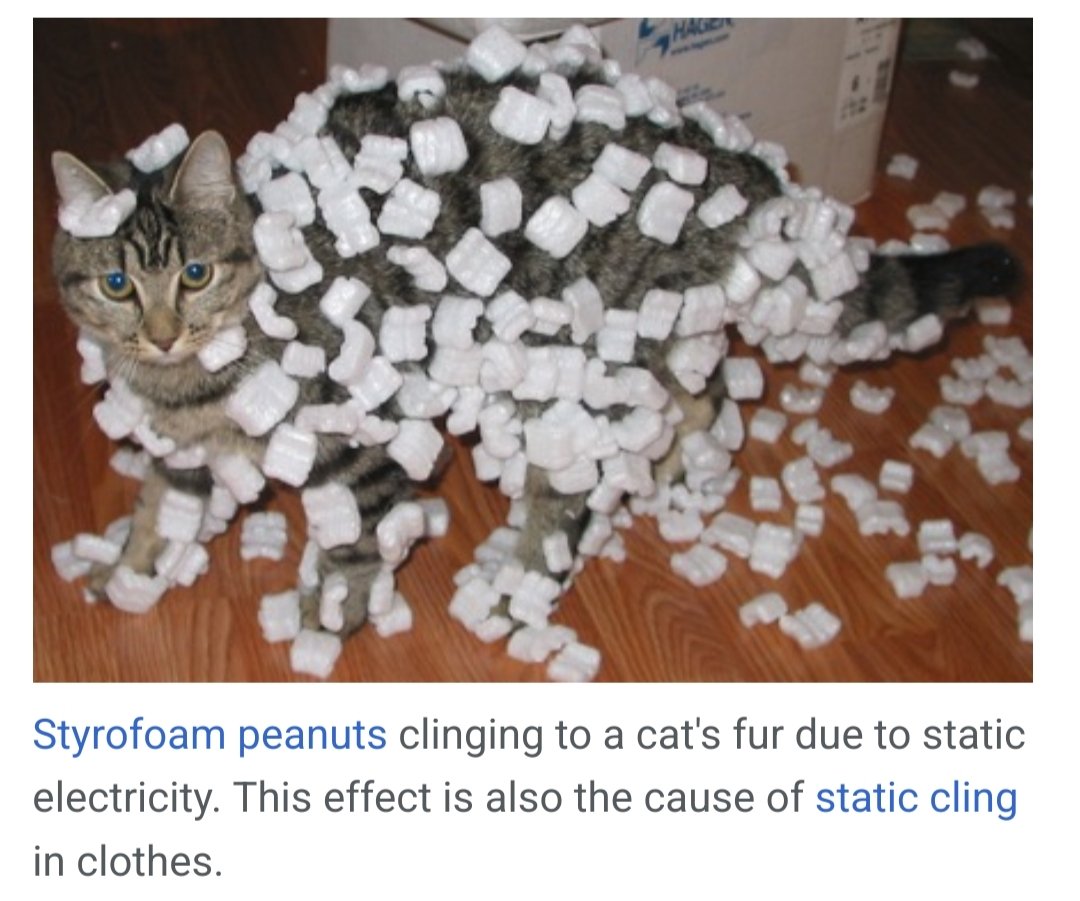 HAGEN
Styrofoam peanuts clinging to a cat's fur due to static
electricity. This effect is also the cause of static cling
in clothes.